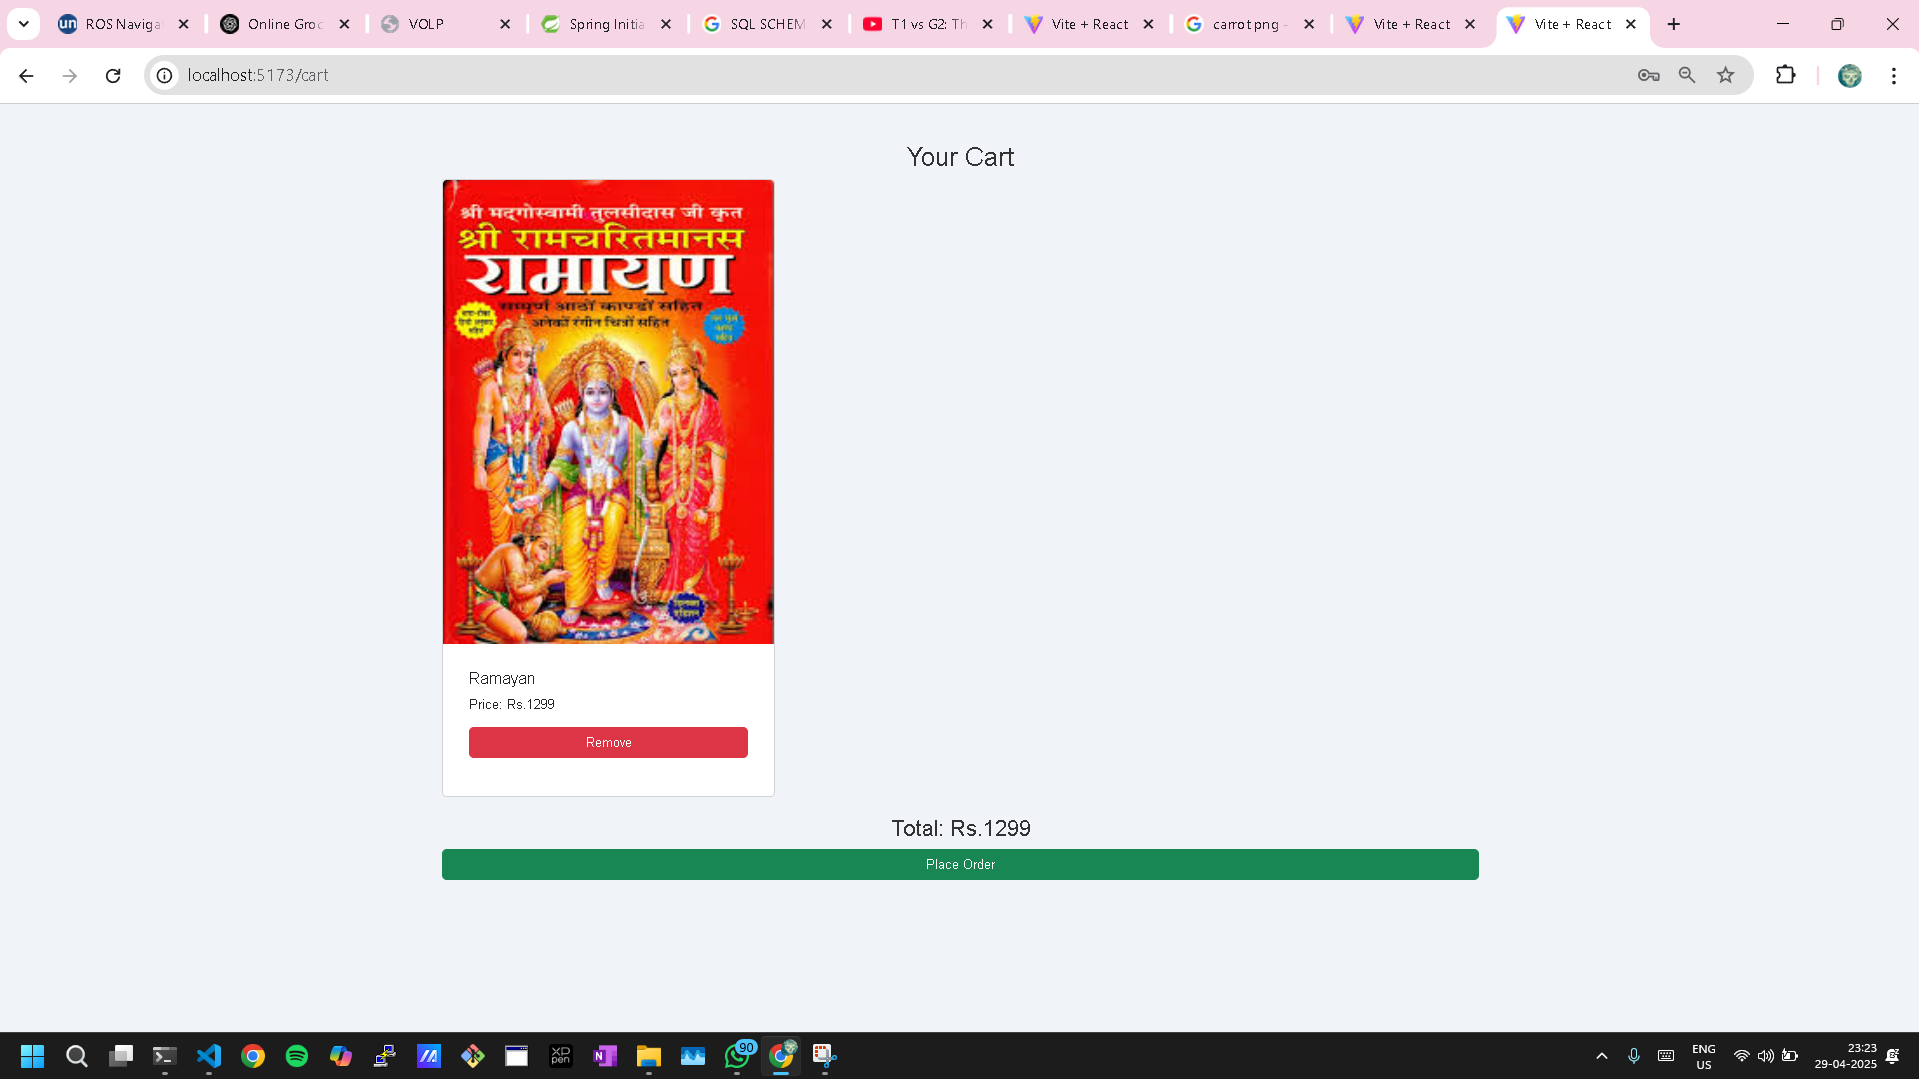 ROS Naviga
Online Groc
VOLP
Spring Initia
SQL SCHEM
T1 vs G2: Th
Vite + React
carrot png -
Vite + React
Vite + React
localhost:5173/cart
Your Cart
श्री मद्गोस्वामी तुलसीदास जी कृत
श्री रामचरितमानस
रामायण
सम्पूर्ण आठों काण्डों सहित
अनेकों रंगीन चित्रों सहित
Ramayan
Price: Rs.1299
Remove
Total: Rs.1299
Place Order
90
ENG
US
23:23
29-04-2025